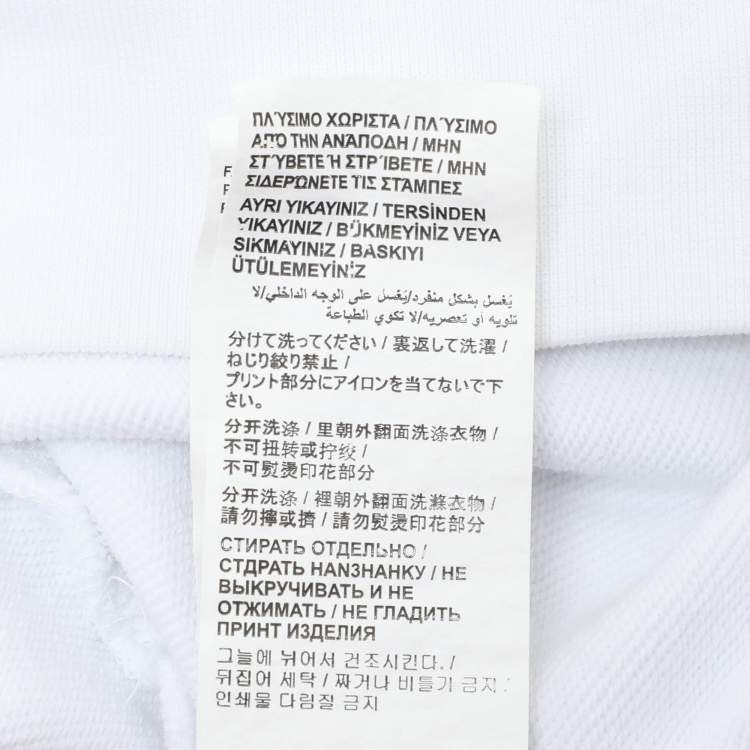 ΠΛΎΣΙΜΟ ΧΩΡΙΣΤΑ / ΠΛΎΣΙΜΟ
ΑΠΌ ΤΗΝ ΑΝΆΠΟΔΗ / ΜΗΝ
ΣΤΎΒΕΤΕ Ή ΣΤΡΊΒΕΤΕ / ΜΗΝ
ΣΙΔΕΡΏΝΕΤΕ ΤΙΣ ΣΤΆΜΠΕΣ
AYRI YIKAYINIZ / TERSİNDEN
YIKAYINIZ / BÜKMEYİNİZ VEYA
SIKMAYINIZ / BASKIYI
ÜTÜLEMEYİNİZ
يُغسل بشكل منفرد/يُغسل على الوجه الداخلي/لا
تلويه أو تعصريه/لا تكوي الطباعة
分けて洗ってください / 裏返して洗濯 /
ねじり絞り禁止 /
プリント部分にアイロンを当てないで下
さい。
分开洗涤 / 里朝外翻面洗涤衣物 /
不可扭转或拧绞 /
不可熨烫印花部分
分开洗涤 / 裡朝外翻面洗滌衣物 /
請勿擰或擠 / 請勿熨燙印花部分
СТИРАТЬ ОТДЕЛЬНО /
СТДРАТЬ НАНЗНАНКУ / НЕ
ВЫКРУЧИВАТЬ И НЕ
ОТЖИМАТЬ / НЕ ГЛАДИТЬ
ПРИНТ ИЗДЕЛИЯ
그늘에 뉘어서 건조시킨다. /
뒤집어 세탁 / 짜거나 비틀기 금지 /
인쇄물 다림질 금지